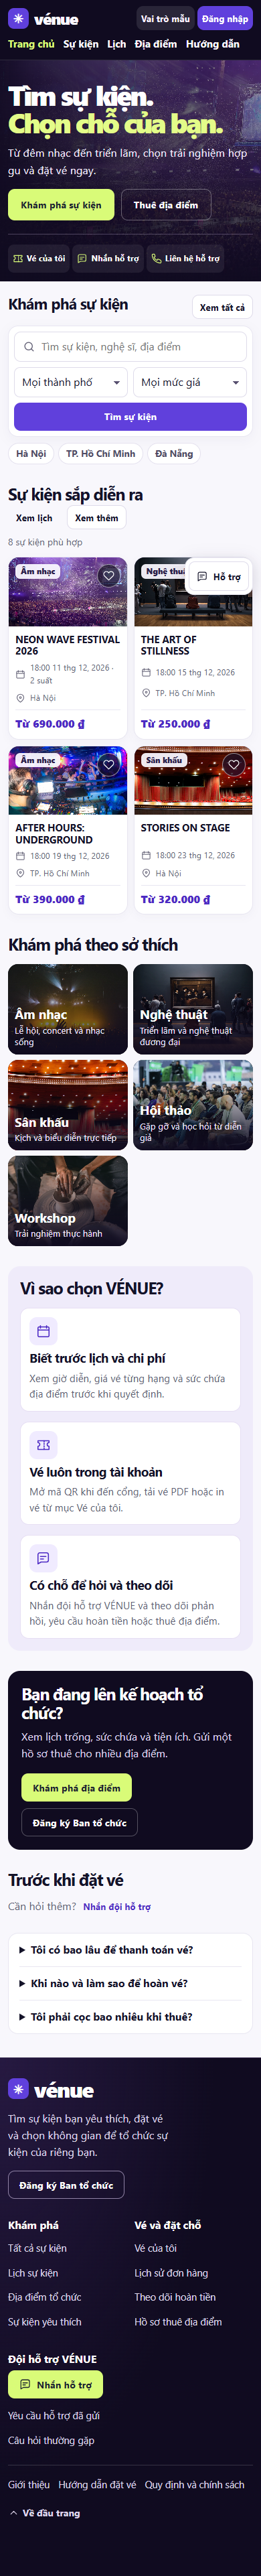 vénue
Vai trò mẫu
Đăng nhập
Trang chủ
Sự kiện
Lịch
Địa điểm
Hướng dẫn
Tìm sự kiện.
Chọn chỗ của bạn.
Từ đêm nhạc đến triển lãm, chọn trải nghiệm hợp
gu và đặt vé ngay.
Khám phá sự kiện
Thuê địa điểm
Vé của tôi
Nhắn hỗ trợ
Liên hệ hỗ trợ
Khám phá sự kiện
Xem tất cả
Tìm sự kiện, nghệ sĩ, địa điểm
Mọi thành phố
Mọi mức giá
Tìm sự kiện
Hà Nội
TP. Hồ Chí Minh
Đà Nẵng
Sự kiện sắp diễn ra
Xem lịch
Xem thêm
8 sự kiện phù hợp
Âm nhạc
NEON WAVE FESTIVAL
2026
18:00 11 thg 12, 2026 ·
2 suất
Hà Nội
Từ 690.000 ₫
Nghệ thuậ
Hỗ trợ
THE ART OF
STILLNESS
18:00 15 thg 12, 2026
TP. Hồ Chí Minh
Từ 250.000 ₫
Âm nhạc
AFTER HOURS:
UNDERGROUND
18:00 19 thg 12, 2026
TP. Hồ Chí Minh
Từ 390.000 ₫
Sân khấu
STORIES ON STAGE
18:00 23 thg 12, 2026
Hà Nội
Từ 320.000 ₫
Khám phá theo sở thích
Âm nhạc
Lễ hội, concert và nhạc
sống
Nghệ thuật
Triển lãm và nghệ thuật
đương đại
Sân khấu
Kịch và biểu diễn trực tiếp
Hội thảo
Gặp gỡ và học hỏi từ diễn
giả
Workshop
Trải nghiệm thực hành
Vì sao chọn VÉNUE?
Biết trước lịch và chi phí
Xem giờ diễn, giá vé từng hạng và sức chứa
địa điểm trước khi quyết định.
Vé luôn trong tài khoản
Mở mã QR khi đến cổng, tải vé PDF hoặc in
vé từ mục Vé của tôi.
Có chỗ để hỏi và theo dõi
Nhắn đội hỗ trợ VÉNUE và theo dõi phản
hồi, yêu cầu hoàn tiền hoặc thuê địa điểm.
Bạn đang lên kế hoạch tổ
chức?
Xem lịch trống, sức chứa và tiện ích. Gửi một
hồ sơ thuê cho nhiều địa điểm.
Khám phá địa điểm
Đăng ký Ban tổ chức
Trước khi đặt vé
Cần hỏi thêm? Nhắn đội hỗ trợ
Tôi có bao lâu để thanh toán vé?
Khi nào và làm sao để hoàn vé?
Tôi phải cọc bao nhiêu khi thuê?
vénue
Tìm sự kiện bạn yêu thích, đặt vé
và chọn không gian để tổ chức sự
kiện của riêng bạn.
Đăng ký Ban tổ chức
Khám phá
Tất cả sự kiện
Lịch sự kiện
Địa điểm tổ chức
Sự kiện yêu thích
Vé và đặt chỗ
Vé của tôi
Lịch sử đơn hàng
Theo dõi hoàn tiền
Hồ sơ thuê địa điểm
Đội hỗ trợ VÉNUE
Nhắn hỗ trợ
Yêu cầu hỗ trợ đã gửi
Câu hỏi thường gặp
Giới thiệu
Hướng dẫn đặt vé
Quy định và chính sách
Về đầu trang